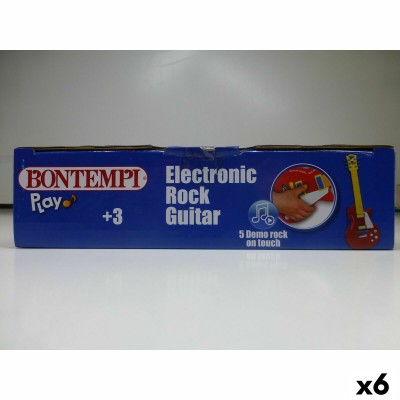 BONTEMPI
Play
+3
Electronic
Rock
Guitar
5 Demo rock
on touch
x6